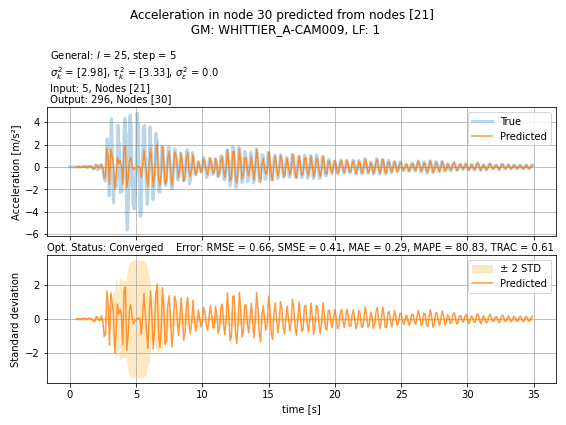 Acceleration in node 30 predicted from nodes [21]
GM: WHITTIER_A-CAM009, LF: 1
General: l = 25, step = 5
σ²ₖ = [2.98], τ²ₖ = [3.33], σ²ε = 0.0
Input: 5, Nodes [21]
Output: 296, Nodes [30]
Acceleration [m/s²]
4
2
0
−2
−4
−6
True
Predicted
Opt. Status: Converged Error: RMSE = 0.66, SMSE = 0.41, MAE = 0.29, MAPE = 80.83, TRAC = 0.61
Standard deviation
2
0
−2
± 2 STD
Predicted
0 5 10 15 20 25 30 35
time [s]